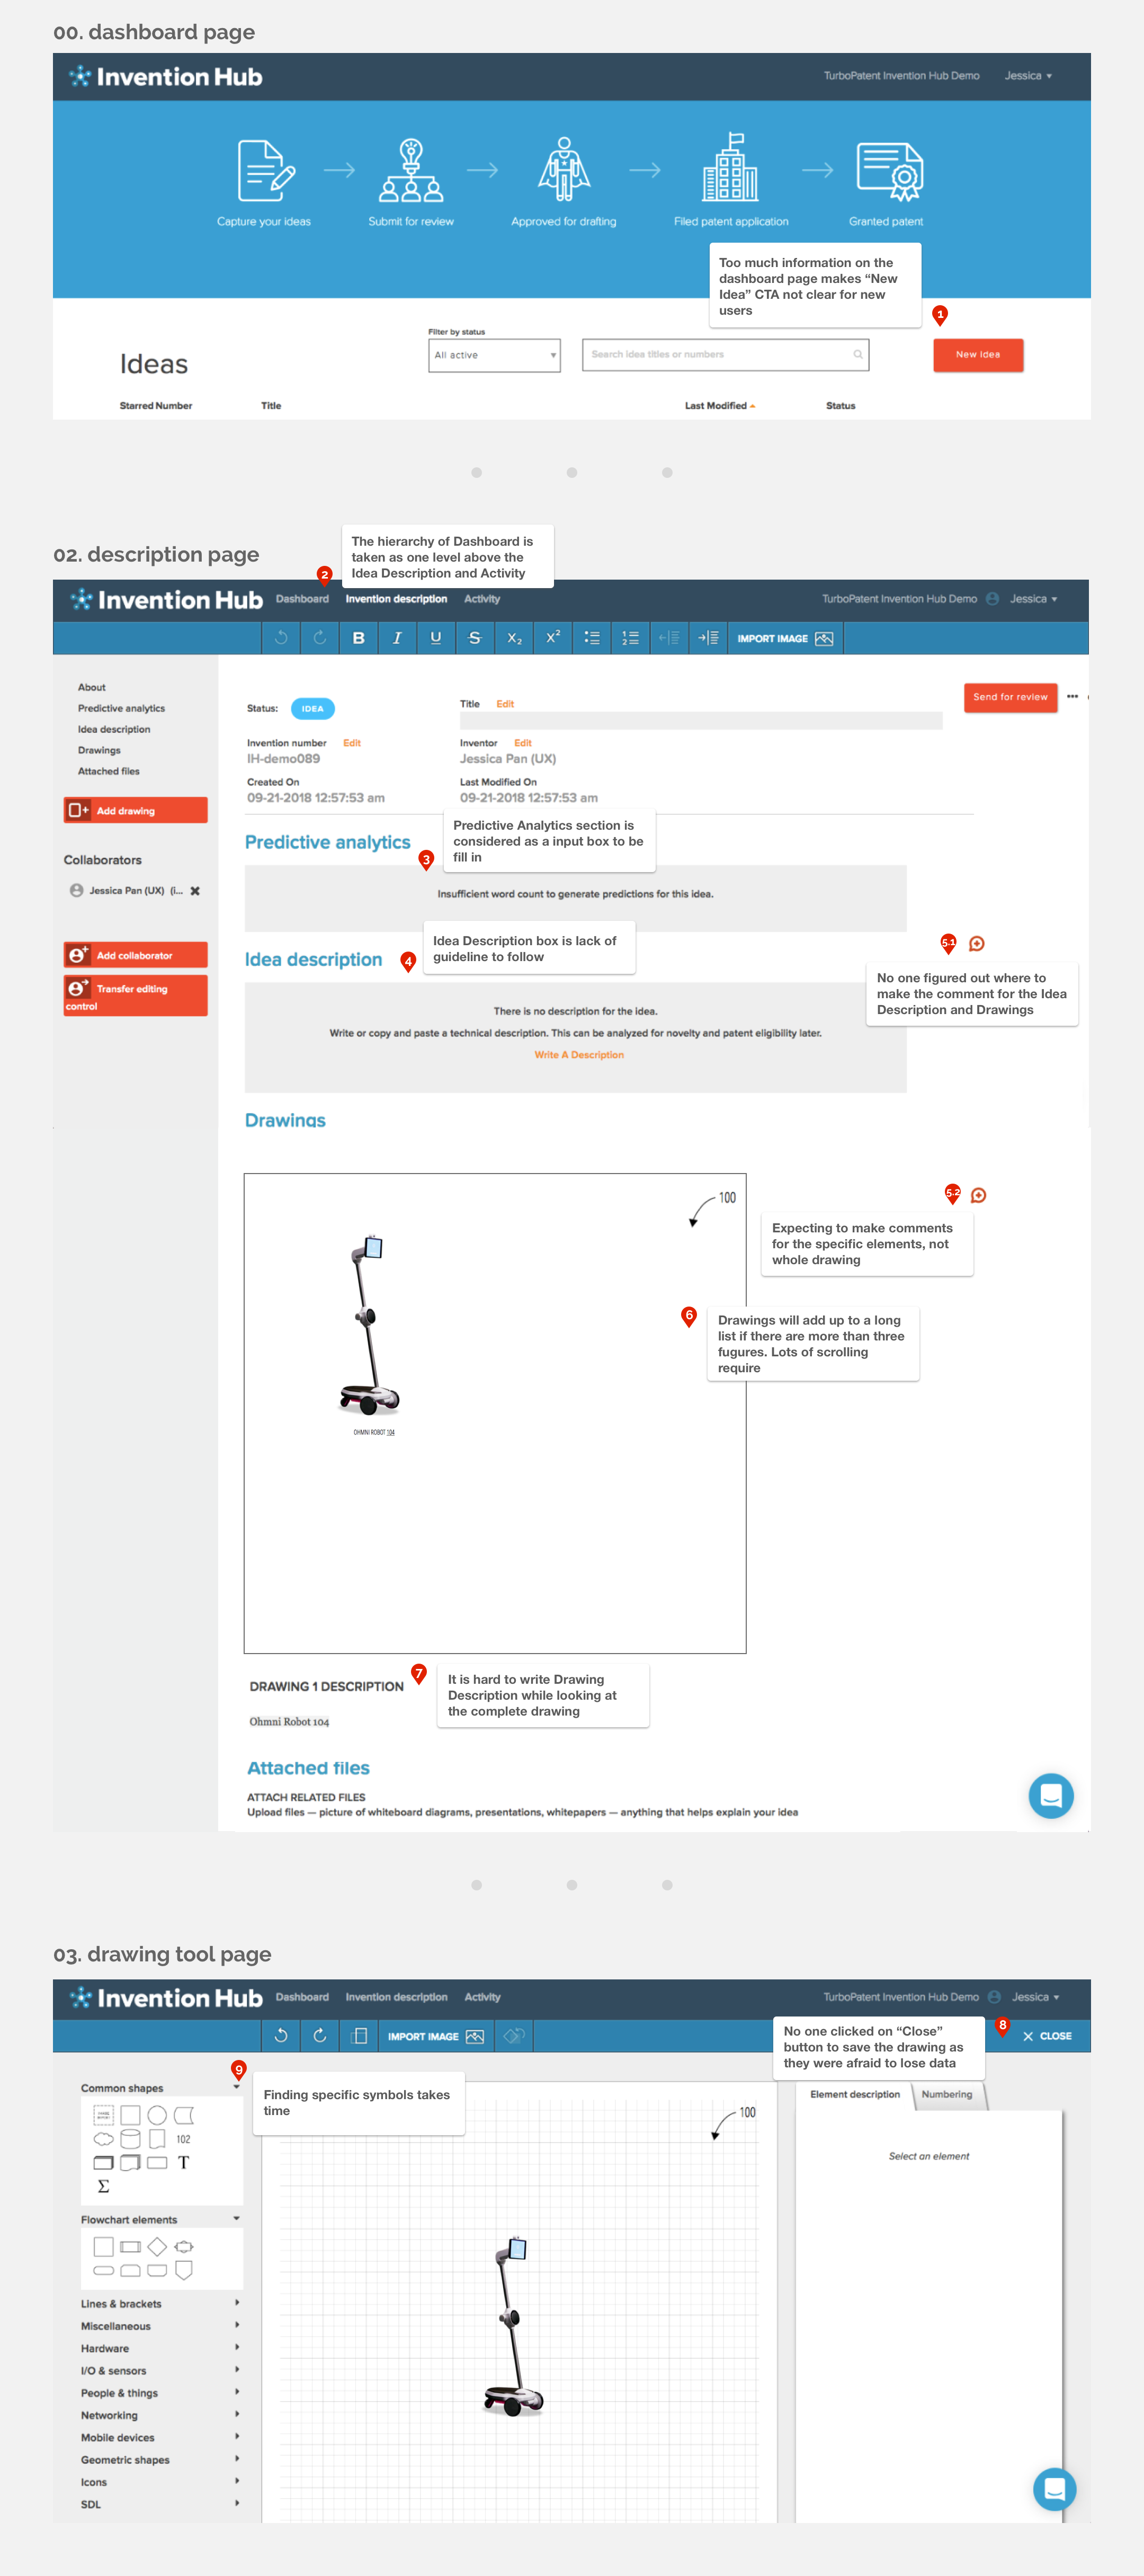 00. dashboard page
Invention Hub
TurboPatent Invention Hub Demo
Jessica
Capture your ideas
Submit for review
Approved for drafting
Filed patent application
Granted patent
Too much information on the
dashboard page makes “New
Idea” CTA not clear for new
users
1
Filter by status
Ideas
All active
Search idea titles or numbers
New Idea
Starred Number
Title
Last Modified
Status
02. description page
The hierarchy of Dashboard is
taken as one level above the
Idea Description and Activity
2
Invention Hub
Dashboard
Invention description
Activity
TurboPatent Invention Hub Demo
Jessica
B I U S X2 X2
IMPORT IMAGE
About
Predictive analytics
Idea description
Drawings
Attached files
Add drawing
Collaborators
Jessica Pan (UX) (i...
Add collaborator
Transfer editing
control
Status:
IDEA
Title Edit
Send for review
Invention number Edit
IH-demo089
Inventor Edit
Jessica Pan (UX)
Created On
09-21-2018 12:57:53 am
Last Modified On
09-21-2018 12:57:53 am
Predictive analytics
3
Predictive Analytics section is
considered as a input box to be
fill in
Insufficient word count to generate predictions for this idea.
Idea description
4
Idea Description box is lack of
guideline to follow
5.1
No one figured out where to
make the comment for the Idea
Description and Drawings
There is no description for the idea.
Write or copy and paste a technical description. This can be analyzed for novelty and patent eligibility later.
Write A Description
Drawings
100
5.2
Expecting to make comments
for the specific elements, not
whole drawing
6
Drawings will add up to a long
list if there are more than three
fugures. Lots of scrolling
require
OHMNI ROBOT 104
DRAWING 1 DESCRIPTION
7
It is hard to write Drawing
Description while looking at
the complete drawing
Ohmni Robot 104
Attached files
ATTACH RELATED FILES
Upload files — picture of whiteboard diagrams, presentations, whitepapers — anything that helps explain your idea
03. drawing tool page
Invention Hub
Dashboard
Invention description
Activity
TurboPatent Invention Hub Demo
Jessica
IMPORT IMAGE
No one clicked on “Close”
button to save the drawing as
they were afraid to lose data
8
CLOSE
9
Finding specific symbols takes
time
Common shapes
102
T
Σ
Flowchart elements
Lines & brackets
Miscellaneous
Hardware
I/O & sensors
People & things
Networking
Mobile devices
Geometric shapes
Icons
SDL
100
Element description
Numbering
Select an element